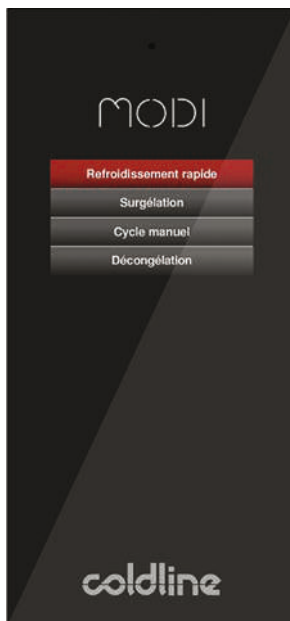 MODI
Refroidissement rapide
Surgélation
Cycle manuel
Décongélation
coldline